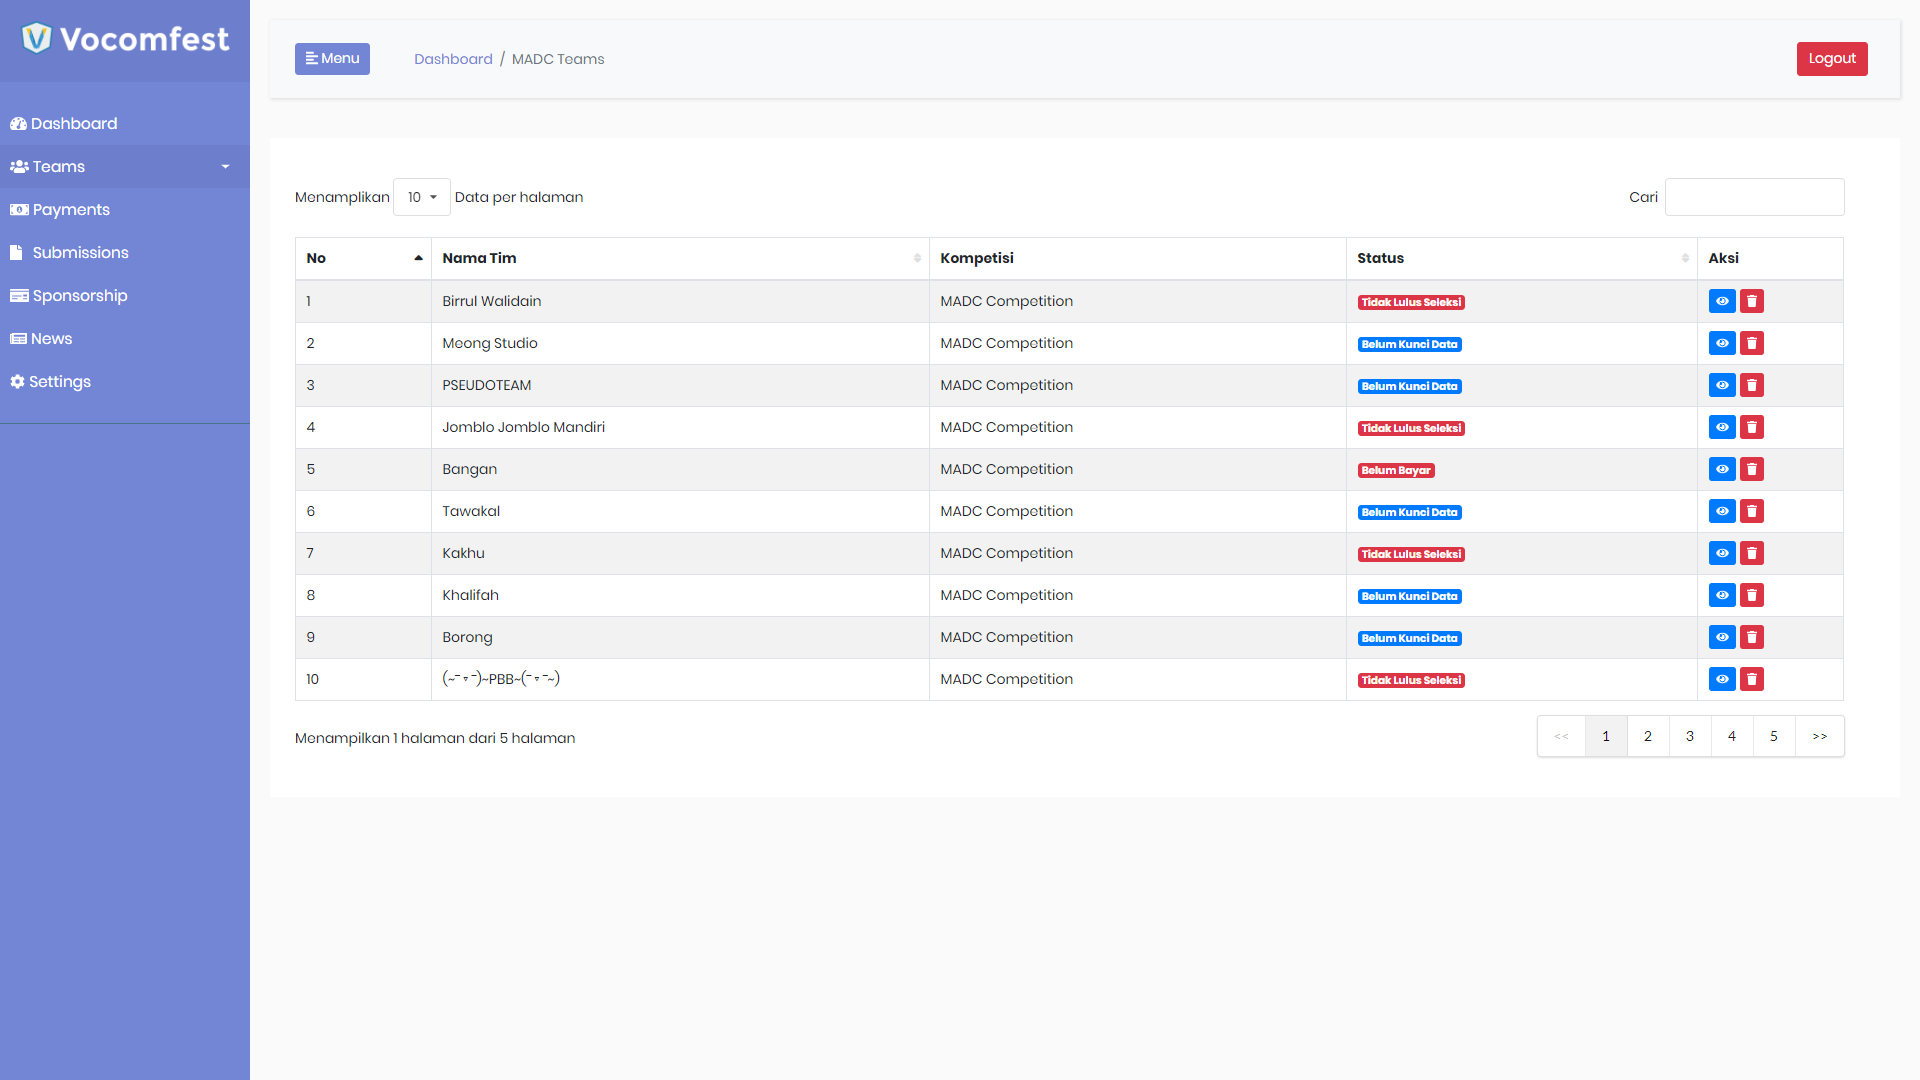 Vocomfest
Menu
Dashboard / MADC Teams
Logout
Dashboard
Teams
Payments
Submissions
Sponsorship
News
Settings
Menamplikan 10 Data per halaman
Cari
No Nama Tim Kompetisi Status Aksi
1 Birrul Walidain MADC Competition Tidak Lulus Seleksi
2 Meong Studio MADC Competition Belum Kunci Data
3 PSEUDOTEAM MADC Competition Belum Kunci Data
4 Jomblo Jomblo Mandiri MADC Competition Tidak Lulus Seleksi
5 Bangan MADC Competition Belum Bayar
6 Tawakal MADC Competition Belum Kunci Data
7 Kakhu MADC Competition Tidak Lulus Seleksi
8 Khalifah MADC Competition Belum Kunci Data
9 Borong MADC Competition Belum Kunci Data
10 (~¯▿¯)~PBB~(¯▿¯~) MADC Competition Tidak Lulus Seleksi
Menampilkan 1 halaman dari 5 halaman
<< 1 2 3 4 5 >>